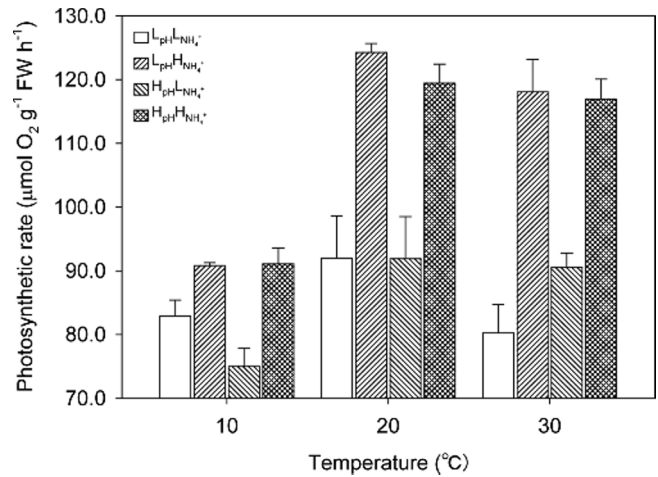 130.0
120.0
110.0
100.0
90.0
80.0
70.0
Photosynthetic rate (μmol O₂ g⁻¹ FW h⁻¹)
LpHLNH₄⁺
LpHHNH₄⁺
HpHLNH₄⁺
HpHHNH₄⁺
10 20 30
Temperature (℃)